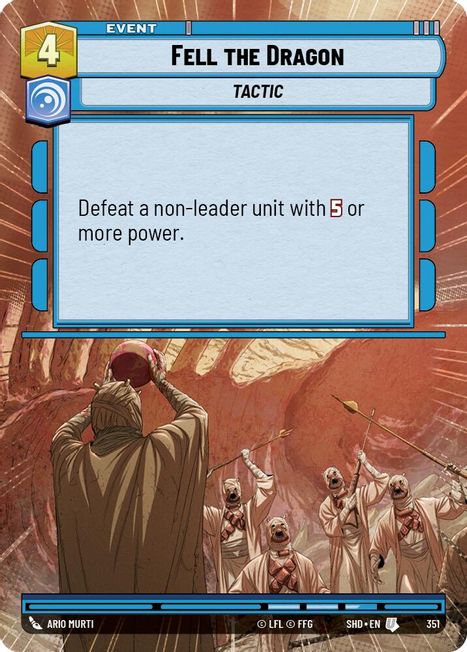 EVENT
4
FELL THE DRAGON
TACTIC
Defeat a non-leader unit with 5 or
more power.
ARIO MURTI
© LFL © FFG
SHD • EN
351